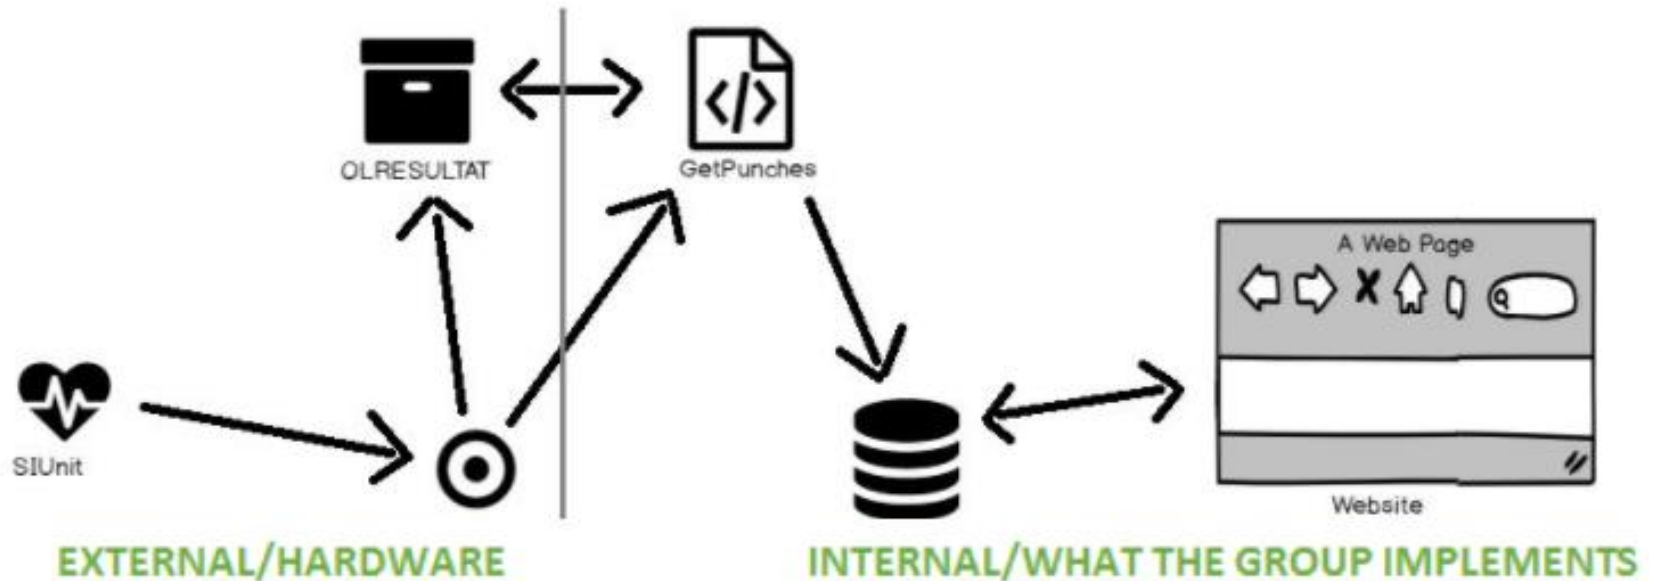 OLRESULTAT
GetPunches
SIUnit
A Web Page
Website
EXTERNAL/HARDWARE
INTERNAL/WHAT THE GROUP IMPLEMENTS